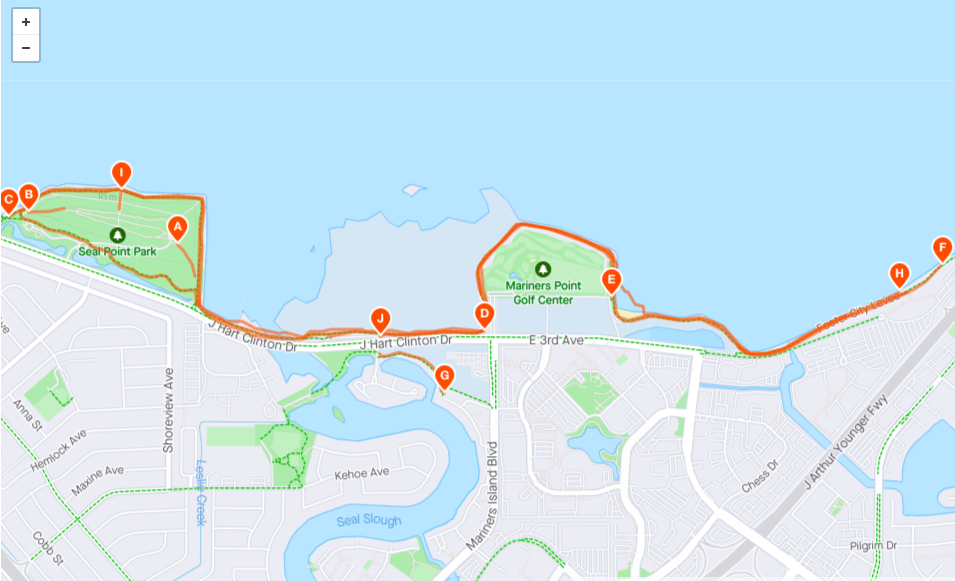 +
−
I
C
B
A
Seal Point Park
Mariners Point
Golf Center
E
F
H
D
J
Foster City Levee
J Hart Clinton Dr
J Hart Clinton Dr
E 3rd Ave
G
Anna St
Shoreview Ave
Hemlock Ave
Maxine Ave
Leslie Creek
Kehoe Ave
Mariners Island Blvd
J Arthur Younger Fwy
Chess Dr
Seal Slough
Cobb St
Pilgrim Dr